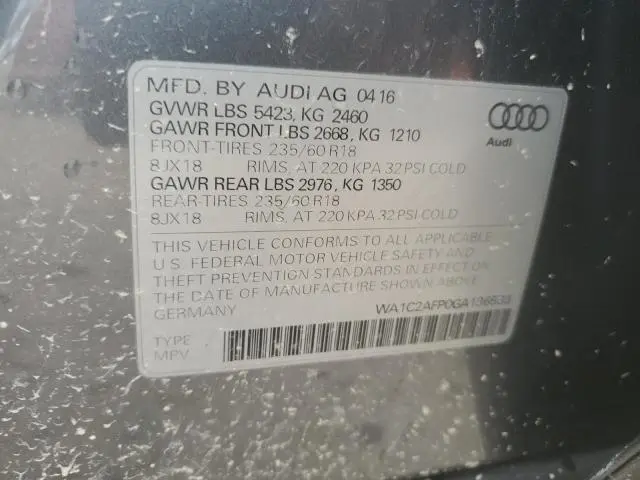 MFD. BY AUDI AG 04 16
GVWR LBS 5423, KG 2460
GAWR FRONT LBS 2668, KG 1210
FRONT-TIRES 235/60 R18
8JX18 RIMS, AT 220 KPA 32 PSI COLD
GAWR REAR LBS 2976, KG 1350
REAR-TIRES 235/60 R18
8JX18 RIMS, AT 220 KPA 32 PSI COLD
Audi
THIS VEHICLE CONFORMS TO ALL APPLICABLE
U.S. FEDERAL MOTOR VEHICLE SAFETY AND
THEFT PREVENTION STANDARDS IN EFFECT ON
THE DATE OF MANUFACTURE SHOWN ABOVE.
GERMANY
TYPE
MPV